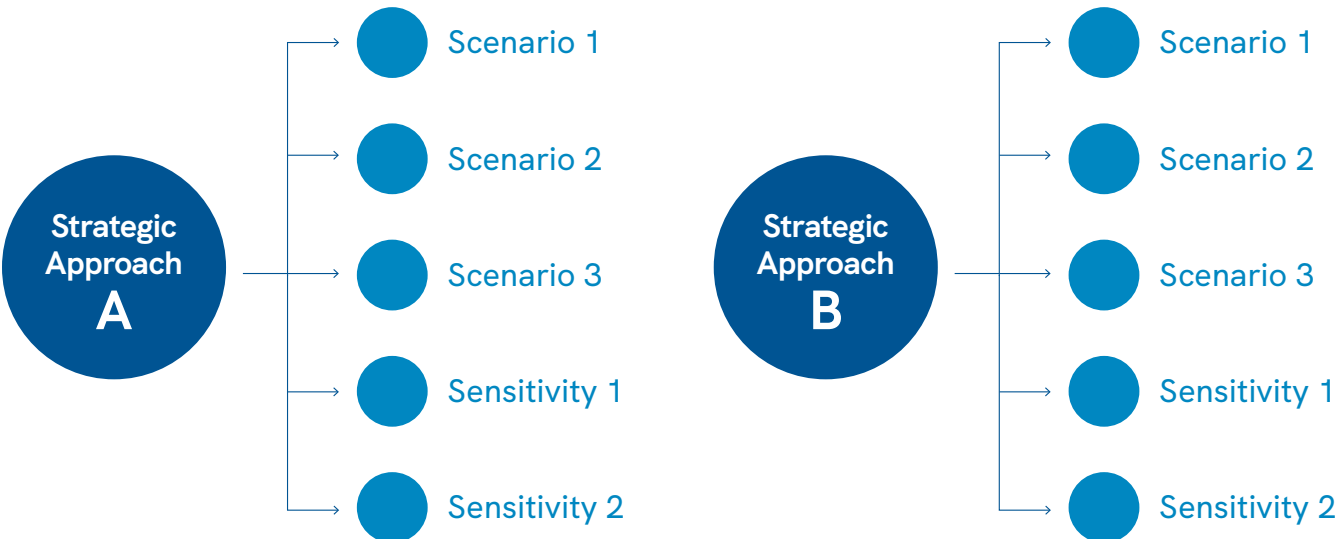 Strategic
Approach
A
Scenario 1
Scenario 2
Scenario 3
Sensitivity 1
Sensitivity 2
Strategic
Approach
B
Scenario 1
Scenario 2
Scenario 3
Sensitivity 1
Sensitivity 2